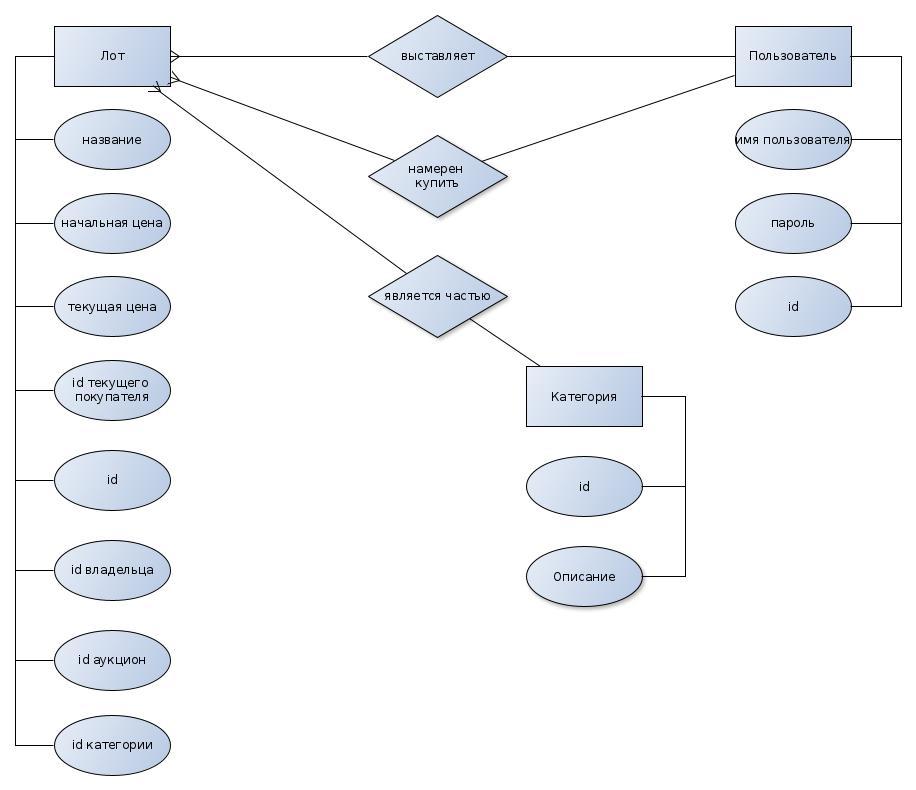 Лот
выставляет
Пользователь
название
имя пользователя
намерен
купить
начальная цена
пароль
текущая цена
является частью
id
id текущего
покупателя
Категория
id
id
id владельца
Описание
id аукцион
id категории